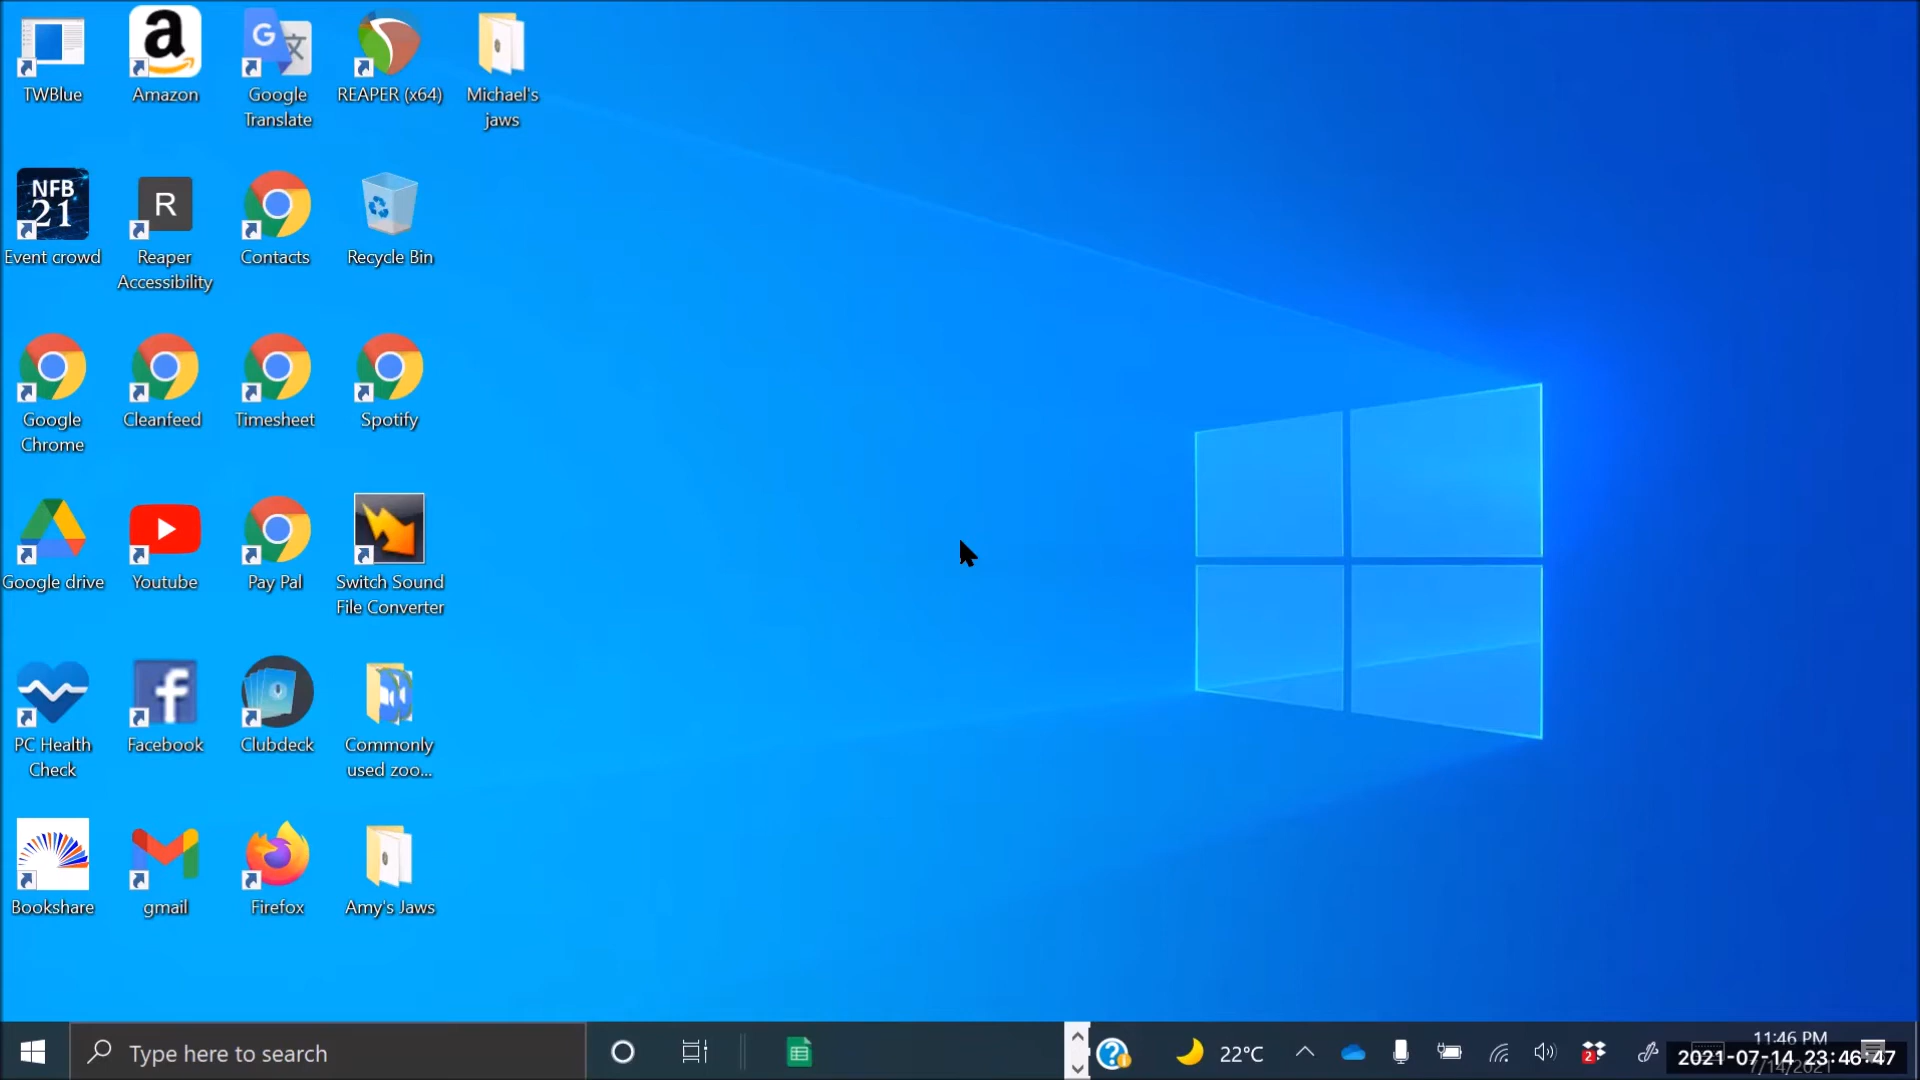 TWBlue
Amazon
Google
Translate
REAPER (x64)
Michael's
jaws
NFB
21
Event crowd
R
Reaper
Accessibility
Contacts
Recycle Bin
Google
Chrome
Cleanfeed
Timesheet
Spotify
Google drive
Youtube
Pay Pal
Switch Sound
File Converter
PC Health
Check
Facebook
Clubdeck
Commonly
used zoo...
Bookshare
gmail
Firefox
Amy's Jaws
Type here to search
22°C
2
11:46 PM
2021-07-14 23:46:47